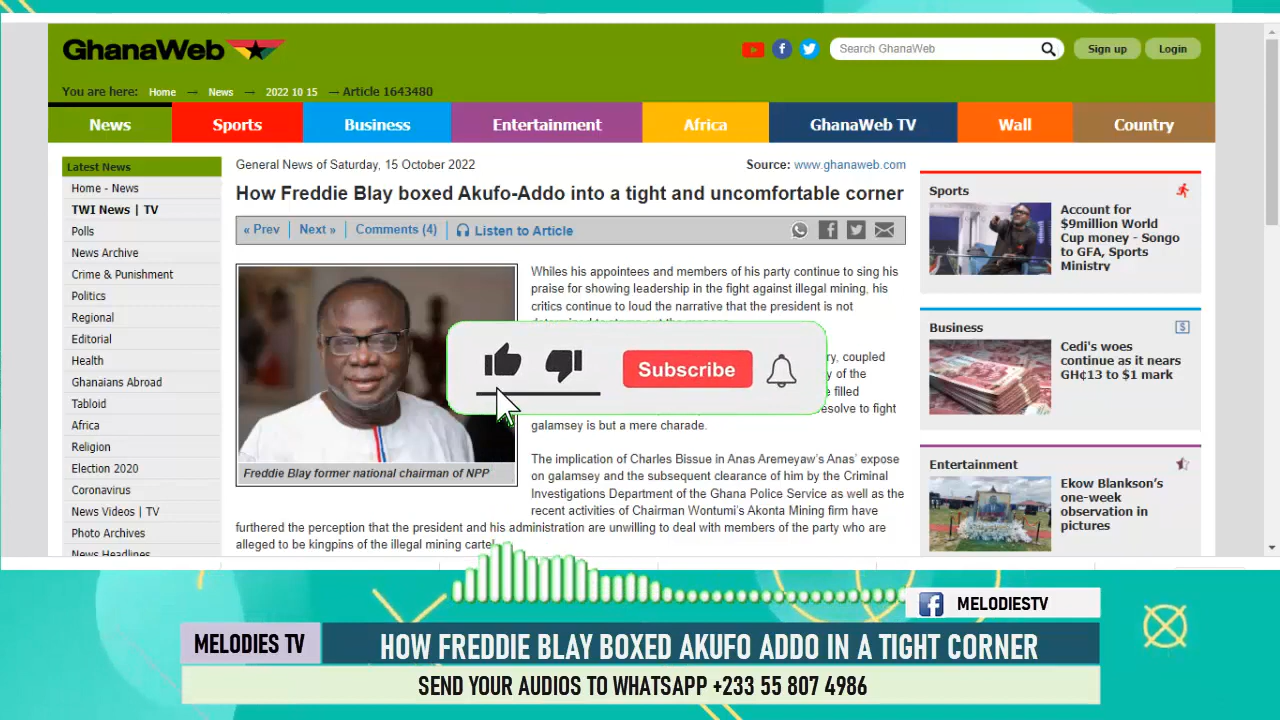 GhanaWeb
Search GhanaWeb
Sign up
Login
You are here: Home → News → 2022 10 15 → Article 1643480
News
Sports
Business
Entertainment
Africa
GhanaWeb TV
Wall
Country
Latest News
Home - News
TWI News | TV
Polls
News Archive
Crime & Punishment
Politics
Regional
Editorial
Health
Ghanaians Abroad
Tabloid
Africa
Religion
Election 2020
Coronavirus
News Videos | TV
Photo Archives
News Headlines
General News of Saturday, 15 October 2022
Source: www.ghanaweb.com
How Freddie Blay boxed Akufo-Addo into a tight and uncomfortable corner
« Prev
Next »
Comments (4)
Listen to Article
Freddie Blay former national chairman of NPP
Whiles his appointees and members of his party continue to sing his
praise for showing leadership in the fight against illegal mining, his
critics continue to loud the narrative that the president is not
ry, coupled
y of the
e filled
resolve to fight
galamsey is but a mere charade.
The implication of Charles Bissue in Anas Aremeyaw's Anas' expose
on galamsey and the subsequent clearance of him by the Criminal
Investigations Department of the Ghana Police Service as well as the
recent activities of Chairman Wontumi's Akonta Mining firm have
furthered the perception that the president and his administration are unwilling to deal with members of the party who are
alleged to be kingpins of the illegal mining cartel
Subscribe
Sports
Account for
$9million World
Cup money - Songo
to GFA, Sports
Ministry
Business
Cedi's woes
continue as it nears
GH¢13 to $1 mark
Entertainment
Ekow Blankson's
one-week
observation in
pictures
MELODIESTV
MELODIES TV
HOW FREDDIE BLAY BOXED AKUFO ADDO IN A TIGHT CORNER
SEND YOUR AUDIOS TO WHATSAPP +233 55 807 4986